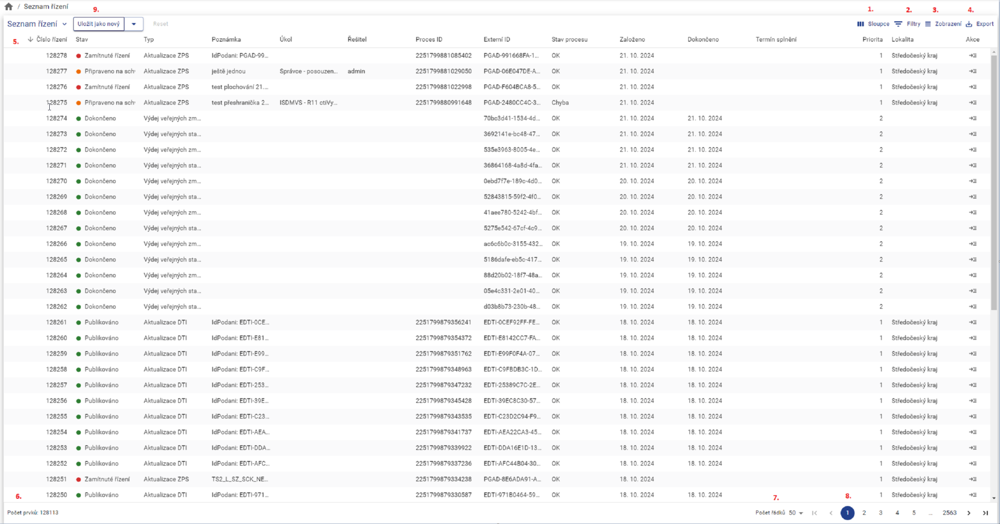 / Seznam řízení
9.
1.
2.
3.
4.
Seznam řízení Uložit jako nový Reset Sloupce Filtry Zobrazení Export
5.
Číslo řízení Stav Typ Poznámka Úkol Řešitel Proces ID Externí ID Stav procesu Založeno Dokončeno Termín splnění Priorita Lokalita Akce
128278 Zamítnuté řízení Aktualizace ZPS IdPodani: PGAD-99... 2251799881085402 PGAD-991668FA-1... OK 21. 10. 2024 1 Středočeský kraj
128277 Připraveno na sch Aktualizace ZPS ještě jednou Správce - posouzen... admin 2251799881029050 PGAD-06E047DE-A... OK 21. 10. 2024 1 Středočeský kraj
128276 Zamítnuté řízení Aktualizace ZPS test plochování 21.... 2251799881022998 PGAD-F604BCA8-5... OK 21. 10. 2024 1 Středočeský kraj
128275 Připraveno na sch Aktualizace ZPS test přeshranička 2... ISDMVS - R11 ctiVy... 2251799880991648 PGAD-2480CC4C-3... Chyba 21. 10. 2024 1 Středočeský kraj
128274 Dokončeno Výdej veřejných zm... 70bc3d41-1534-4d... OK 21. 10. 2024 21. 10. 2024 2
128273 Dokončeno Výdej veřejných sta... 3692141e-bc48-47... OK 21. 10. 2024 21. 10. 2024 2
128272 Dokončeno Výdej veřejných zm... 535e3963-8005-4e... OK 21. 10. 2024 21. 10. 2024 2
128271 Dokončeno Výdej veřejných sta... 36864168-4a8d-4fa... OK 21. 10. 2024 21. 10. 2024 2
128270 Dokončeno Výdej veřejných zm... 0ebd7f7e-189c-4d0... OK 20. 10. 2024 20. 10. 2024 2
128269 Dokončeno Výdej veřejných sta... 52843815-59f2-4f0... OK 20. 10. 2024 20. 10. 2024 2
128268 Dokončeno Výdej veřejných zm... 41aee780-5242-4bf... OK 20. 10. 2024 20. 10. 2024 2
128267 Dokončeno Výdej veřejných sta... 5275e542-67cf-4c9... OK 20. 10. 2024 20. 10. 2024 2
128266 Dokončeno Výdej veřejných zm... ac6c6b0c-3155-432... OK 19. 10. 2024 19. 10. 2024 2
128265 Dokončeno Výdej veřejných sta... 5186dafe-eb5c-417... OK 19. 10. 2024 19. 10. 2024 2
128264 Dokončeno Výdej veřejných zm... 88d20b02-18f7-48a... OK 19. 10. 2024 19. 10. 2024 2
128263 Dokončeno Výdej veřejných sta... 05e4c331-2e01-40... OK 19. 10. 2024 19. 10. 2024 2
128262 Dokončeno Výdej veřejných sta... d03b8b73-230b-48... OK 19. 10. 2024 19. 10. 2024 2
128261 Publikováno Aktualizace DTI IdPodani: EDTI-0CE... 2251799879356241 EDTI-0CEF92FF-FE... OK 18. 10. 2024 18. 10. 2024 1 Středočeský kraj
128260 Publikováno Aktualizace DTI IdPodani: EDTI-E81... 2251799879354372 EDTI-E8142CC7-FA... OK 18. 10. 2024 18. 10. 2024 1 Středočeský kraj
128259 Publikováno Aktualizace DTI IdPodani: EDTI-E99... 2251799879351762 EDTI-E99F0F4A-07... OK 18. 10. 2024 18. 10. 2024 1 Středočeský kraj
128258 Publikováno Aktualizace DTI IdPodani: EDTI-C9F... 2251799879348963 EDTI-C9FBDB3C-1D... OK 18. 10. 2024 18. 10. 2024 1 Středočeský kraj
128257 Publikováno Aktualizace DTI IdPodani: EDTI-253... 2251799879347232 EDTI-25389C7C-2E... OK 18. 10. 2024 18. 10. 2024 1 Středočeský kraj
128256 Publikováno Aktualizace DTI IdPodani: EDTI-39E... 2251799879345428 EDTI-39EC8C30-57... OK 18. 10. 2024 18. 10. 2024 1 Středočeský kraj
128255 Publikováno Aktualizace DTI IdPodani: EDTI-C23... 2251799879343535 EDTI-C23D2C94-F9... OK 18. 10. 2024 18. 10. 2024 1 Středočeský kraj
128254 Publikováno Aktualizace DTI IdPodani: EDTI-AEA... 2251799879341737 EDTI-AEA22CA3-45... OK 18. 10. 2024 18. 10. 2024 1 Středočeský kraj
128253 Publikováno Aktualizace DTI IdPodani: EDTI-DDA... 2251799879339922 EDTI-DDA16E1D-13... OK 18. 10. 2024 18. 10. 2024 1 Středočeský kraj
128252 Publikováno Aktualizace DTI IdPodani: EDTI-AFC... 2251799879337236 EDTI-AFC44B04-30... OK 18. 10. 2024 18. 10. 2024 1 Středočeský kraj
128251 Zamítnuté řízení Aktualizace ZPS TS2_L_SZ_SCK_NE... 2251799879334238 PGAD-8E6ADA91-A... OK 18. 10. 2024 1 Středočeský kraj
128250 Publikováno Aktualizace DTI IdPodani: EDTI-971... 2251799879330587 EDTI-971B0464-59... OK 18. 10. 2024 18. 10. 2024 1 Středočeský kraj
6.
7.
8.
Počet prvků: 128113 Počet řádků 50 1 2 3 4 5 ... 2563